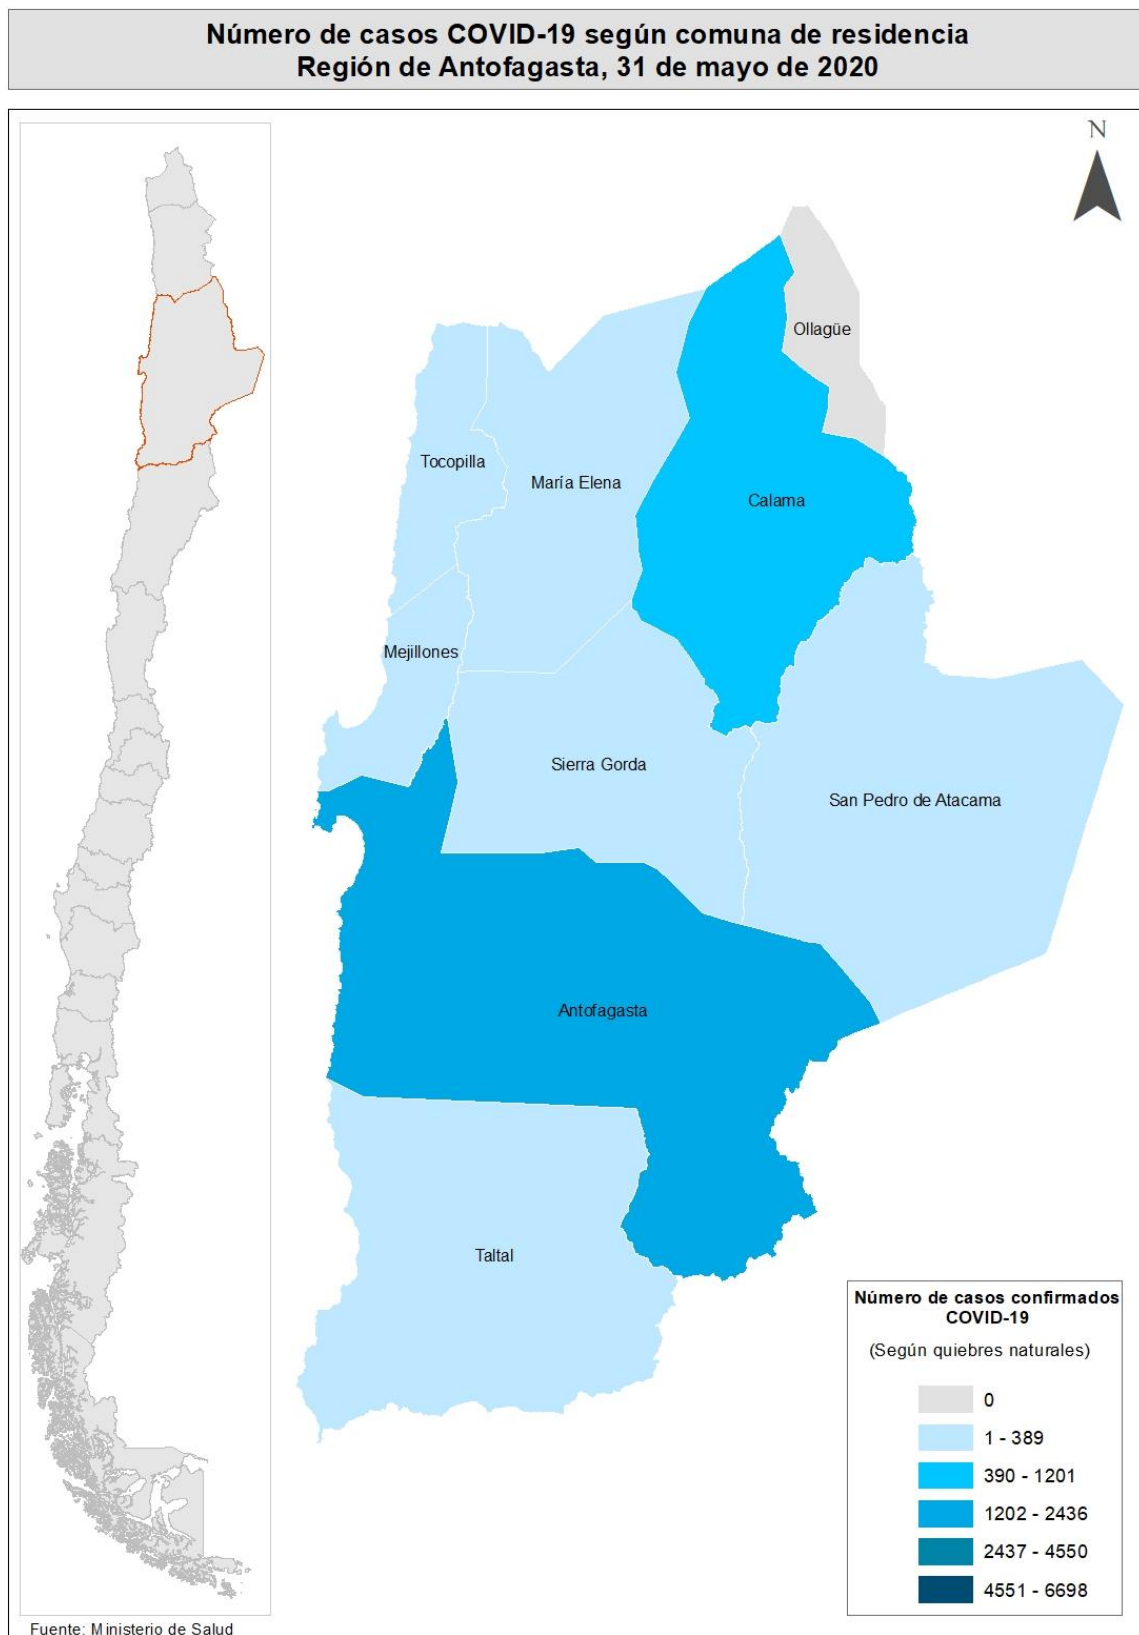 Número de casos COVID-19 según comuna de residencia
Región de Antofagasta, 31 de mayo de 2020
N
Ollagüe
Tocopilla
María Elena
Calama
Mejillones
Sierra Gorda
San Pedro de Atacama
Antofagasta
Taltal
Número de casos confirmados
COVID-19
(Según quiebres naturales)
0
1 - 389
390 - 1201
1202 - 2436
2437 - 4550
4551 - 6698
Fuente: Ministerio de Salud